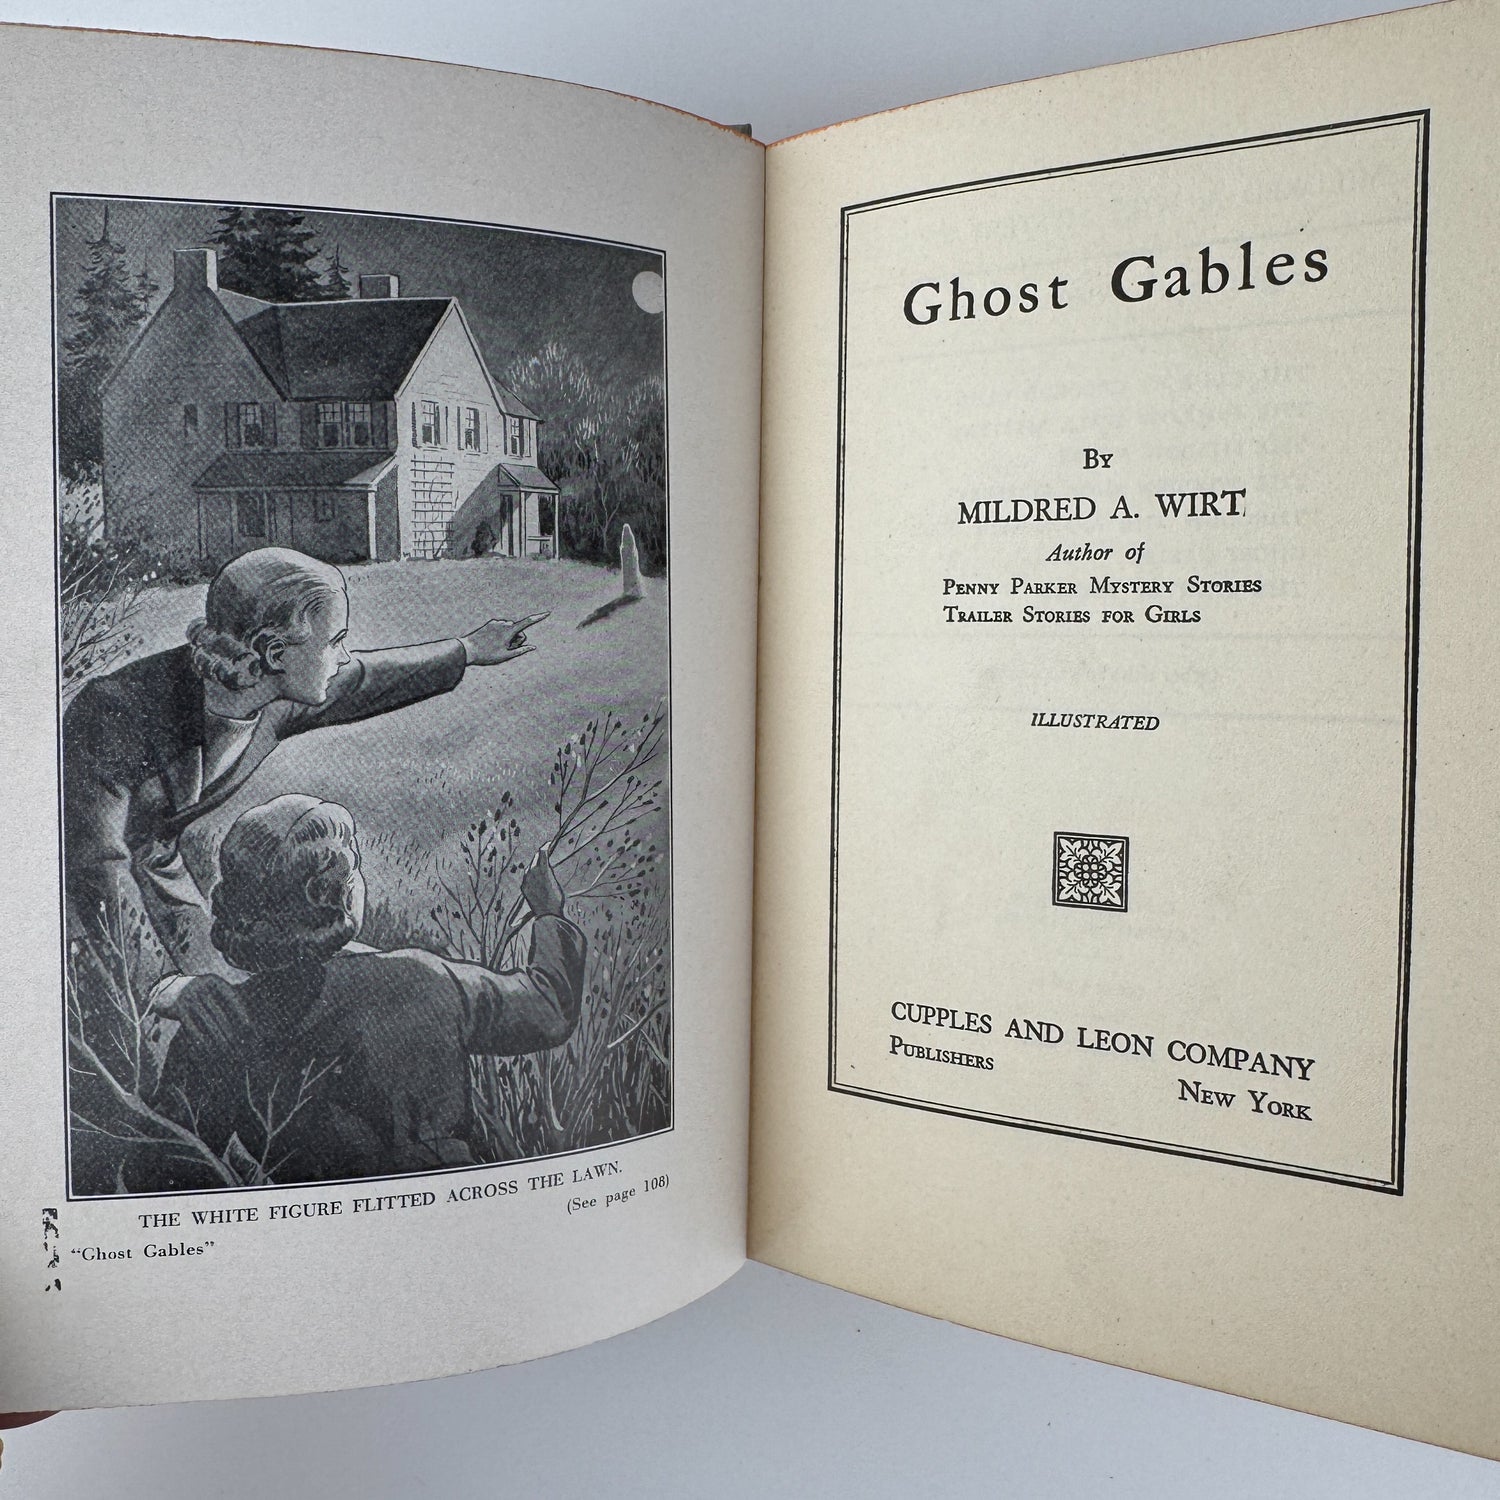 THE WHITE FIGURE FLITTED ACROSS THE LAWN.
(See page 108)
"Ghost Gables"
Ghost Gables
By
MILDRED A. WIRT
Author of
PENNY PARKER MYSTERY STORIES
TRAILER STORIES FOR GIRLS
ILLUSTRATED
CUPPLES AND LEON COMPANY
PUBLISHERS
NEW YORK